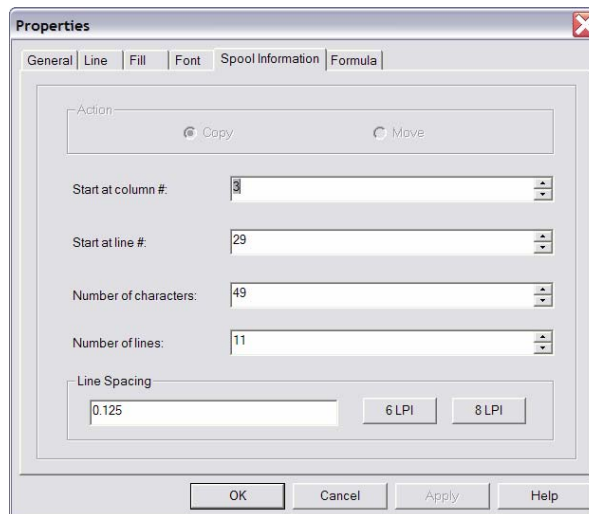 Properties
General Line Fill Font Spool Information Formula
Action
Copy Move
Start at column #: 3
Start at line #: 29
Number of characters: 49
Number of lines: 11
Line Spacing
0.125 6 LPI 8 LPI
OK Cancel Apply Help